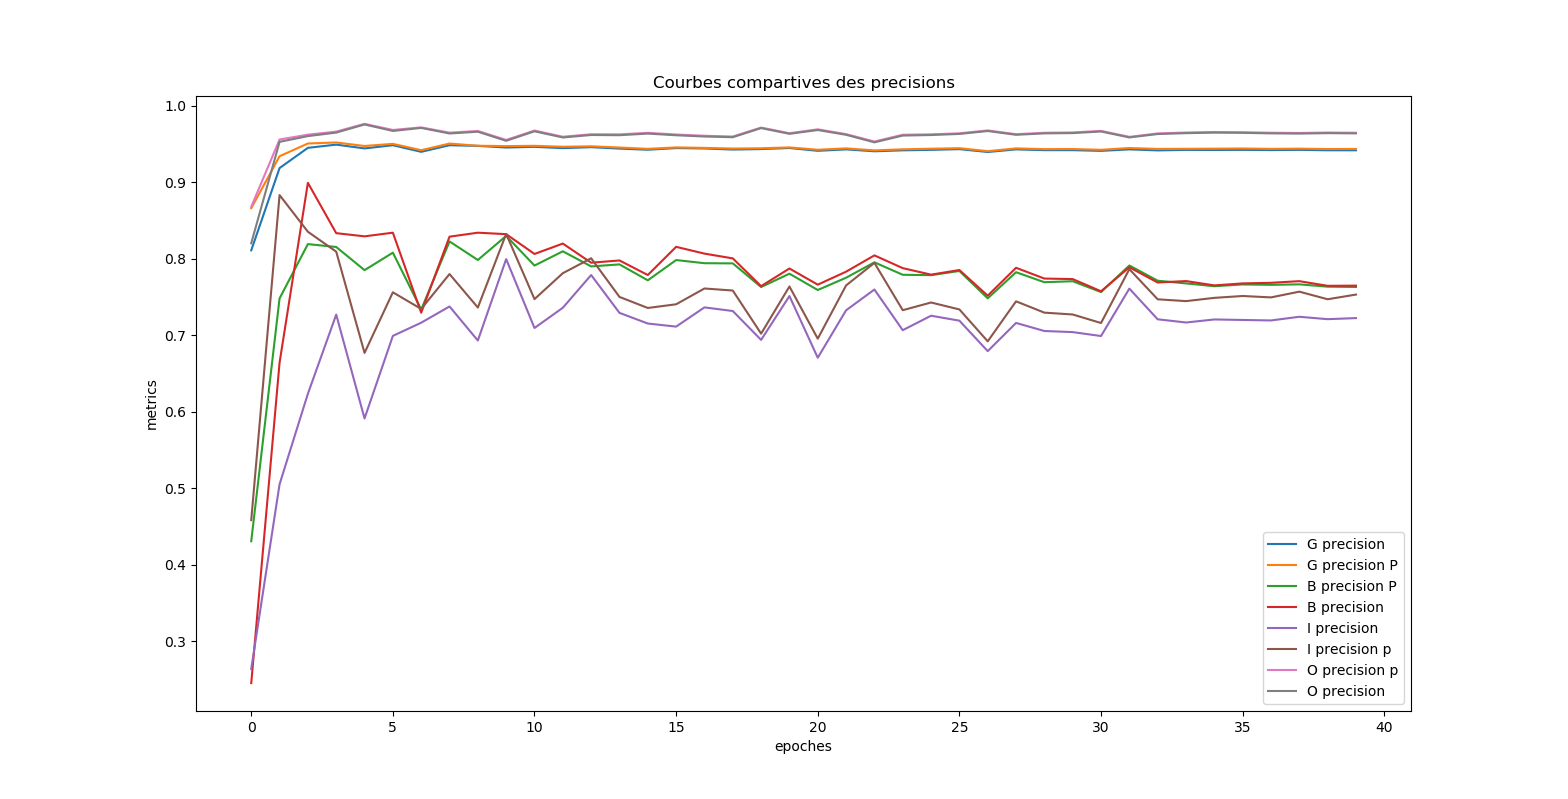 Courbes compartives des precisions
1.0
0.9
0.8
0.7
0.6
0.5
0.4
0.3
metrics
G precision
G precision P
B precision P
B precision
I precision
I precision p
O precision p
O precision
0 5 10 15 20 25 30 35 40
epoches